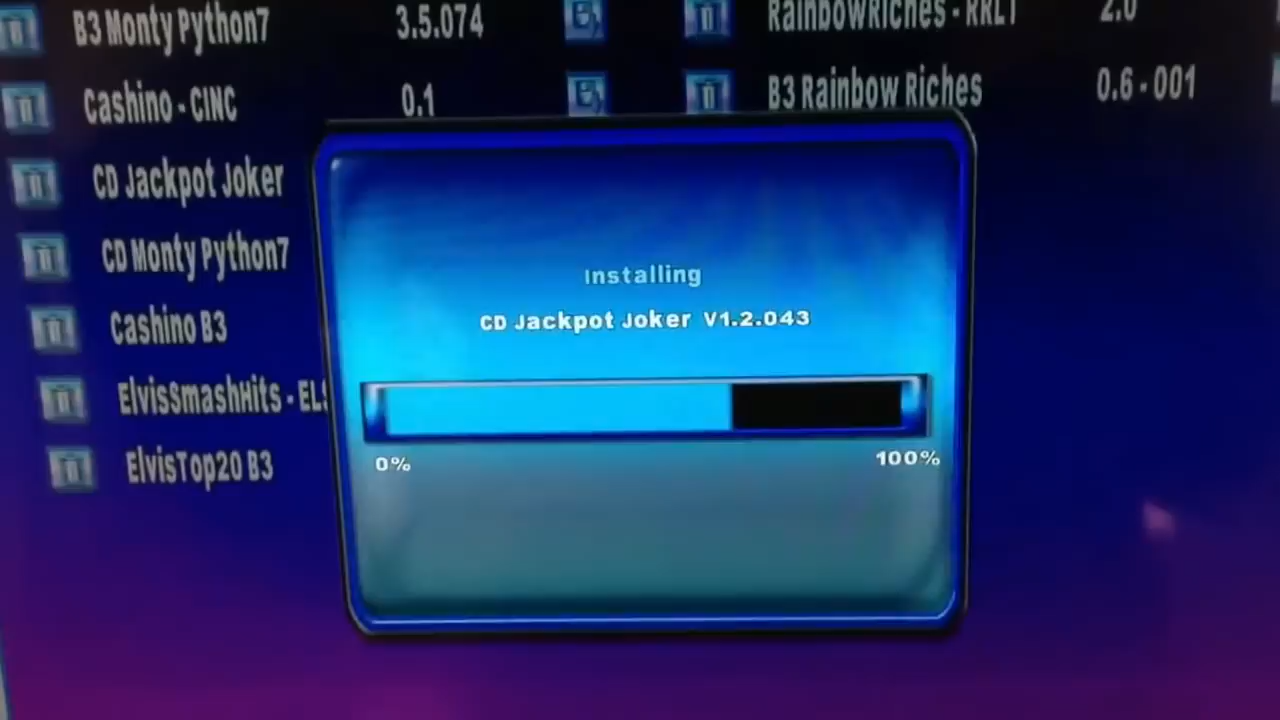 B3 Monty Python7 3.5.074 RainbowRiches - RRLT 2.0
Cashino - CINC 0.1 B3 Rainbow Riches 0.6 - 001
CD Jackpot Joker
CD Monty Python7
Cashino B3
ElvisSmashHits - ELS
ElvisTop20 B3
Installing
CD Jackpot Joker V1.2.043
0% 100%